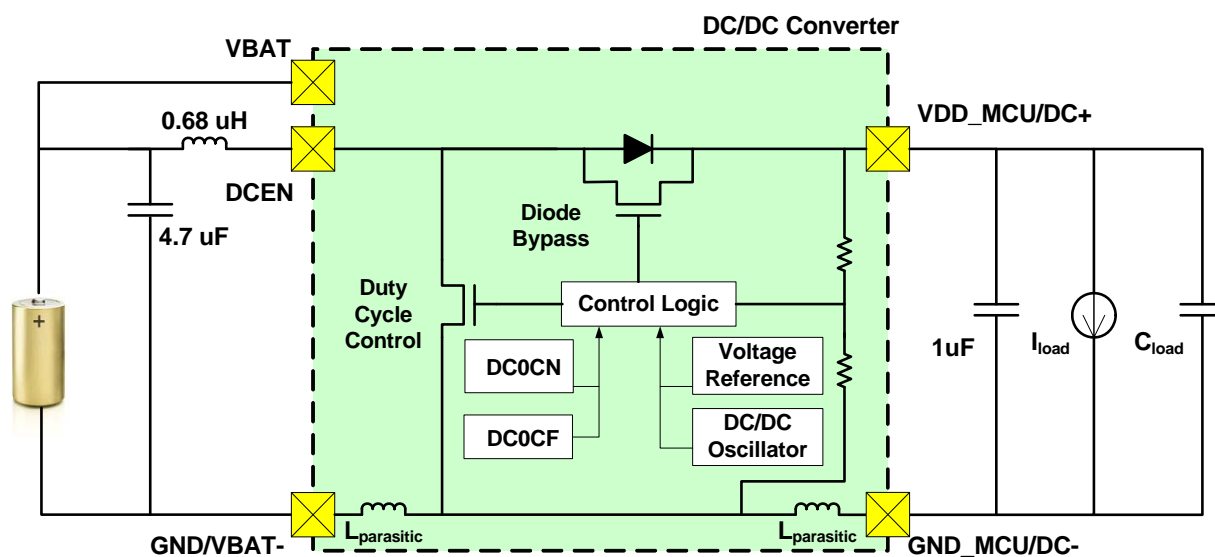 DC/DC Converter
VBAT
0.68 uH
VDD_MCU/DC+
DCEN
4.7 uF
Diode
Bypass
Duty
Cycle
Control
Control Logic
+
DC0CN
Voltage
Reference
1uF
Iload
Cload
DC0CF
DC/DC
Oscillator
Lparasitic
Lparasitic
GND/VBAT-
GND_MCU/DC-